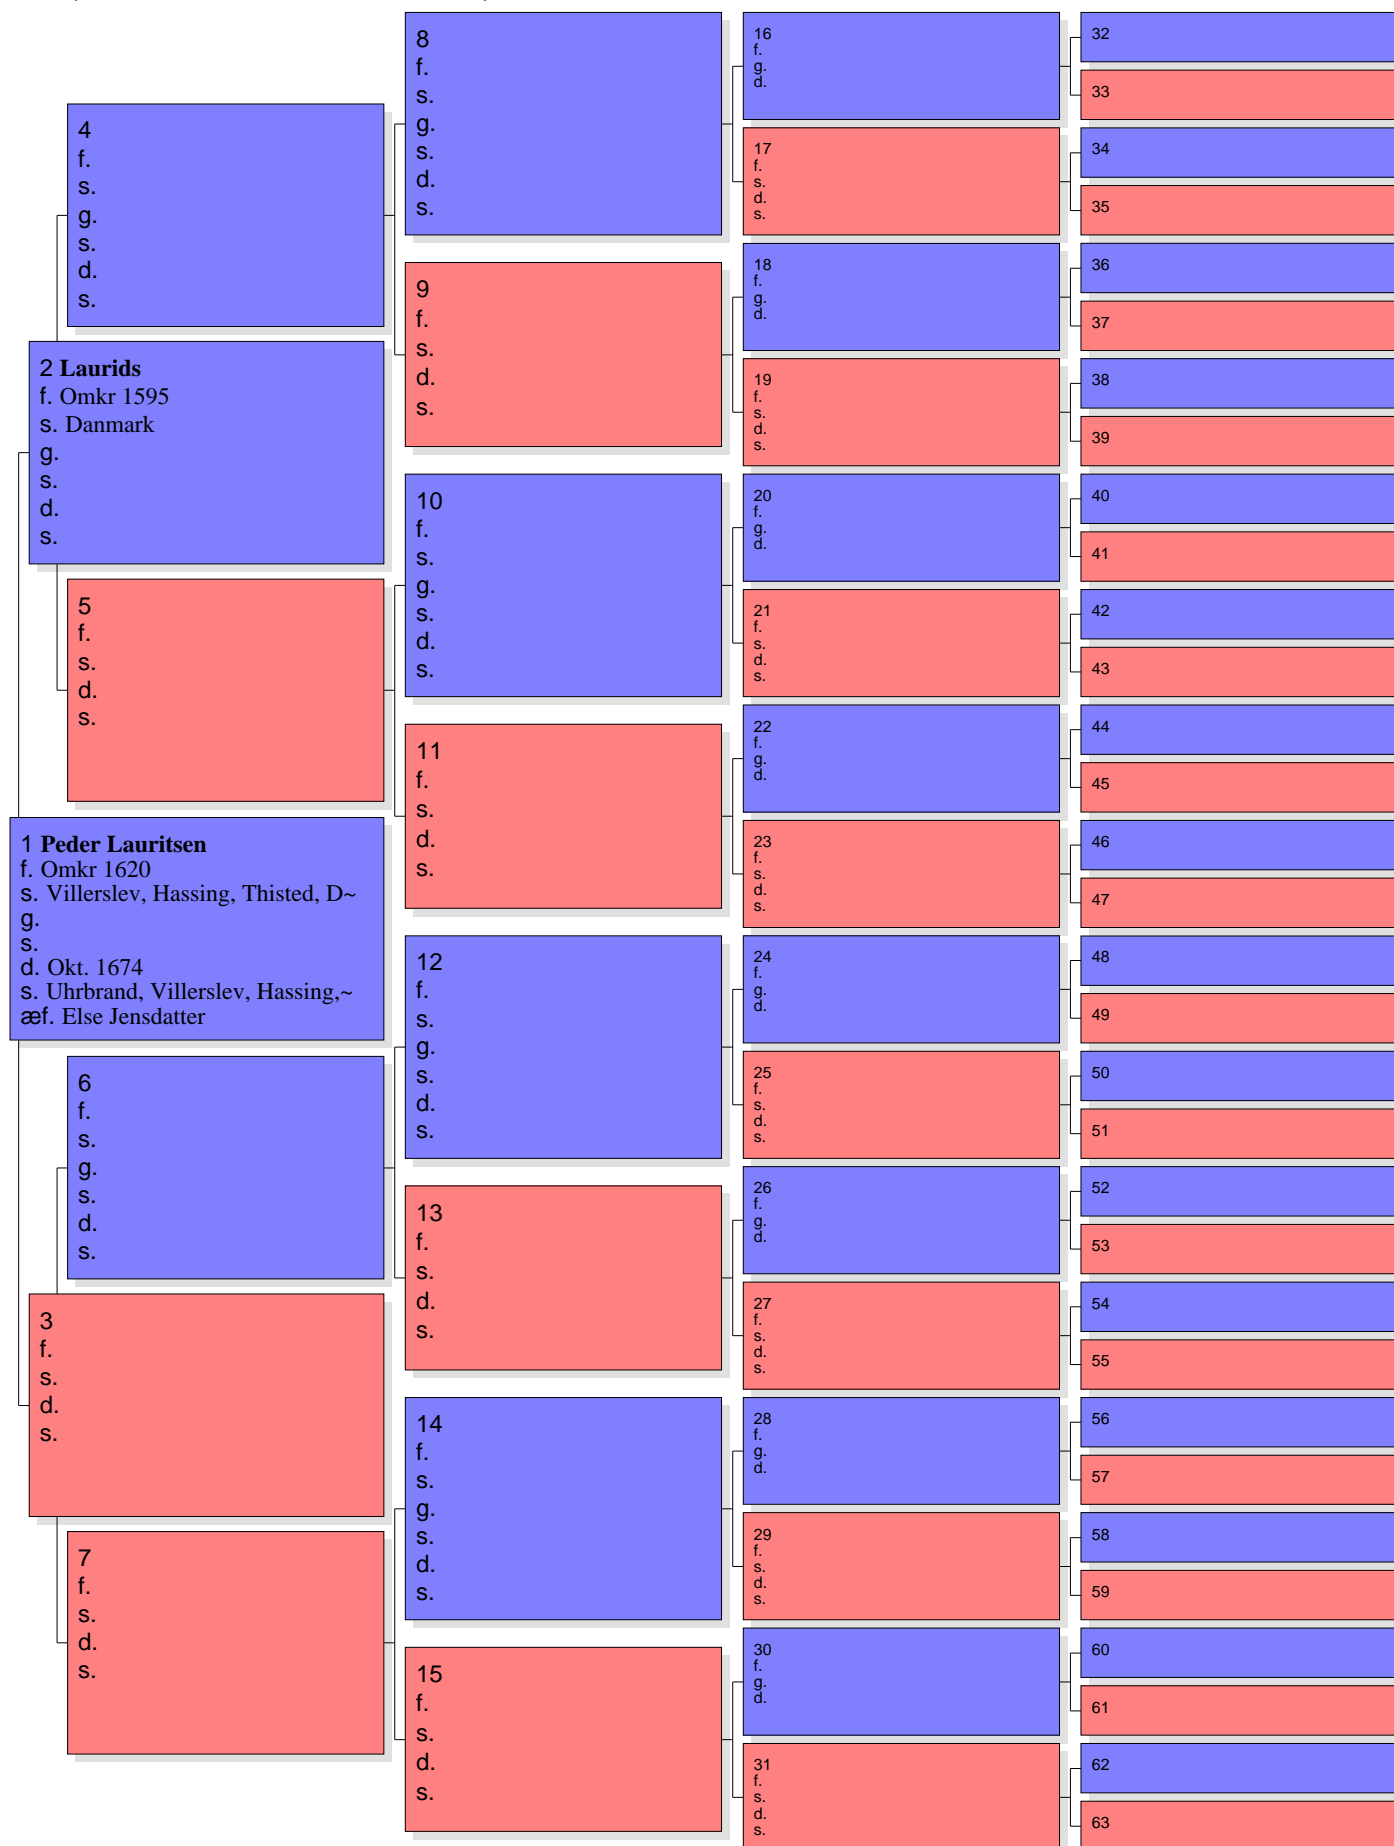 4
f.
s.
g.
s.
d.
s.
2 Laurids
f. Omkr 1595
s. Danmark
g.
s.
d.
s.
5
f.
s.
d.
s.
1 Peder Lauritsen
f. Omkr 1620
s. Villerslev, Hassing, Thisted, D~
g.
s.
d. Okt. 1674
s. Uhrbrand, Villerslev, Hassing,~
æf. Else Jensdatter
6
f.
s.
g.
s.
d.
s.
3
f.
s.
d.
s.
7
f.
s.
d.
s.
8
f.
s.
g.
s.
d.
s.
9
f.
s.
d.
s.
10
f.
s.
g.
s.
d.
s.
11
f.
s.
d.
s.
12
f.
s.
g.
s.
d.
s.
13
f.
s.
d.
s.
14
f.
s.
g.
s.
d.
s.
15
f.
s.
d.
s.
16
f.
g.
d.
17
f.
s.
d.
s.
18
f.
g.
d.
19
f.
s.
d.
s.
20
f.
g.
d.
21
f.
s.
d.
s.
22
f.
g.
d.
23
f.
s.
d.
s.
24
f.
g.
d.
25
f.
s.
d.
s.
26
f.
g.
d.
27
f.
s.
d.
s.
28
f.
g.
d.
29
f.
s.
d.
s.
30
f.
g.
d.
31
f.
s.
d.
s.
32
33
34
35
36
37
38
39
40
41
42
43
44
45
46
47
48
49
50
51
52
53
54
55
56
57
58
59
60
61
62
63